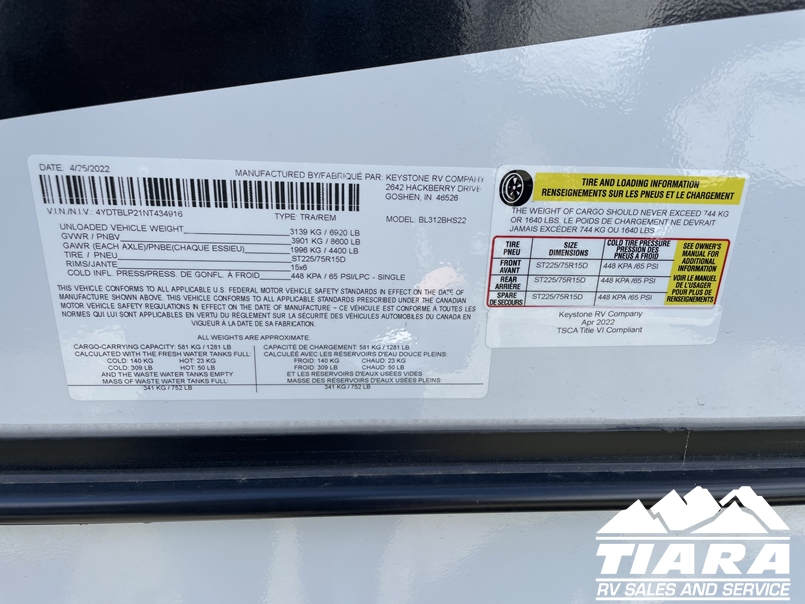 DATE: 4/25/2022
MANUFACTURED BY/FABRIQUÉ PAR: KEYSTONE RV COMPANY
2642 HACKBERRY DRIVE
GOSHEN, IN 46526
V.I.N./N.I.V.: 4YDTBLP21NT434916
TYPE: TRA/REM
MODEL: BL312BHS22
UNLOADED VEHICLE WEIGHT 3139 KG / 6920 LB
GVWR / PNBV 3901 KG / 8600 LB
GAWR (EACH AXLE)/PNBE(CHAQUE ESSIEU) 1996 KG / 4400 LB
TIRE / PNEU ST225/75R15D
RIMS/JANTE 15x6
COLD INFL. PRESS/PRESS. DE GONFL. À FROID 448 KPA / 65 PSI/LPC - SINGLE
THIS VEHICLE CONFORMS TO ALL APPLICABLE U.S. FEDERAL MOTOR VEHICLE SAFETY STANDARDS IN EFFECT ON THE DATE OF
MANUFACTURE SHOWN ABOVE. THIS VEHICLE CONFORMS TO ALL APPLICABLE STANDARDS PRESCRIBED UNDER THE CANADIAN
MOTOR VEHICLE SAFETY REGULATIONS IN EFFECT ON THE DATE OF MANUFACTURE – CE VÉHICULE EST CONFORME À TOUTES LES
NORMES QUI LUI SONT APPLICABLES EN VERTU DU RÈGLEMENT SUR LA SÉCURITÉ DES VÉHICULES AUTOMOBILES DU CANADA EN
VIGUEUR À LA DATE DE SA FABRICATION.
ALL WEIGHTS ARE APPROXIMATE.
CARGO-CARRYING CAPACITY: 581 KG / 1281 LB
CALCULATED WITH THE FRESH WATER TANKS FULL:
COLD: 140 KG HOT: 23 KG
COLD: 309 LB HOT: 50 LB
AND THE WASTE WATER TANKS EMPTY
MASS OF WASTE WATER TANKS FULL:
341 KG / 752 LB
CAPACITÉ DE CHARGEMENT: 581 KG / 1281 LB
CALCULÉE AVEC LES RÉSERVOIRS D'EAU DOUCE PLEINS:
FROID: 140 KG CHAUD: 23 KG
FROID: 309 LB CHAUD: 50 LB
ET LES RÉSERVOIRS D'EAUX USÉES VIDES
MASSE DES RÉSERVOIRS D'EAUX USÉES PLEINS:
341 KG / 752 LB
TIRE AND LOADING INFORMATION
RENSEIGNEMENTS SUR LES PNEUS ET LE CHARGEMENT
THE WEIGHT OF CARGO SHOULD NEVER EXCEED 744 KG
OR 1640 LBS. LE POIDS DE CHARGEMENT NE DEVRAIT
JAMAIS EXCÉDER 744 KG OU 1640 LBS.
TIRE
PNEU
SIZE
DIMENSIONS
COLD TIRE PRESSURE
PRESSION DES
PNEUS À FROID
FRONT
AVANT
ST225/75R15D
448 KPA /65 PSI
REAR
ARRIÈRE
ST225/75R15D
448 KPA /65 PSI
SPARE
DE SECOURS
ST225/75R15D
448 KPA /65 PSI
SEE OWNER'S
MANUAL FOR
ADDITIONAL
INFORMATION
VOIR LE MANUEL
DE L'USAGER
POUR PLUS DE
RENSEIGNEMENTS
Keystone RV Company
Apr 2022
TSCA Title VI Compliant
TIARA
RV SALES AND SERVICE